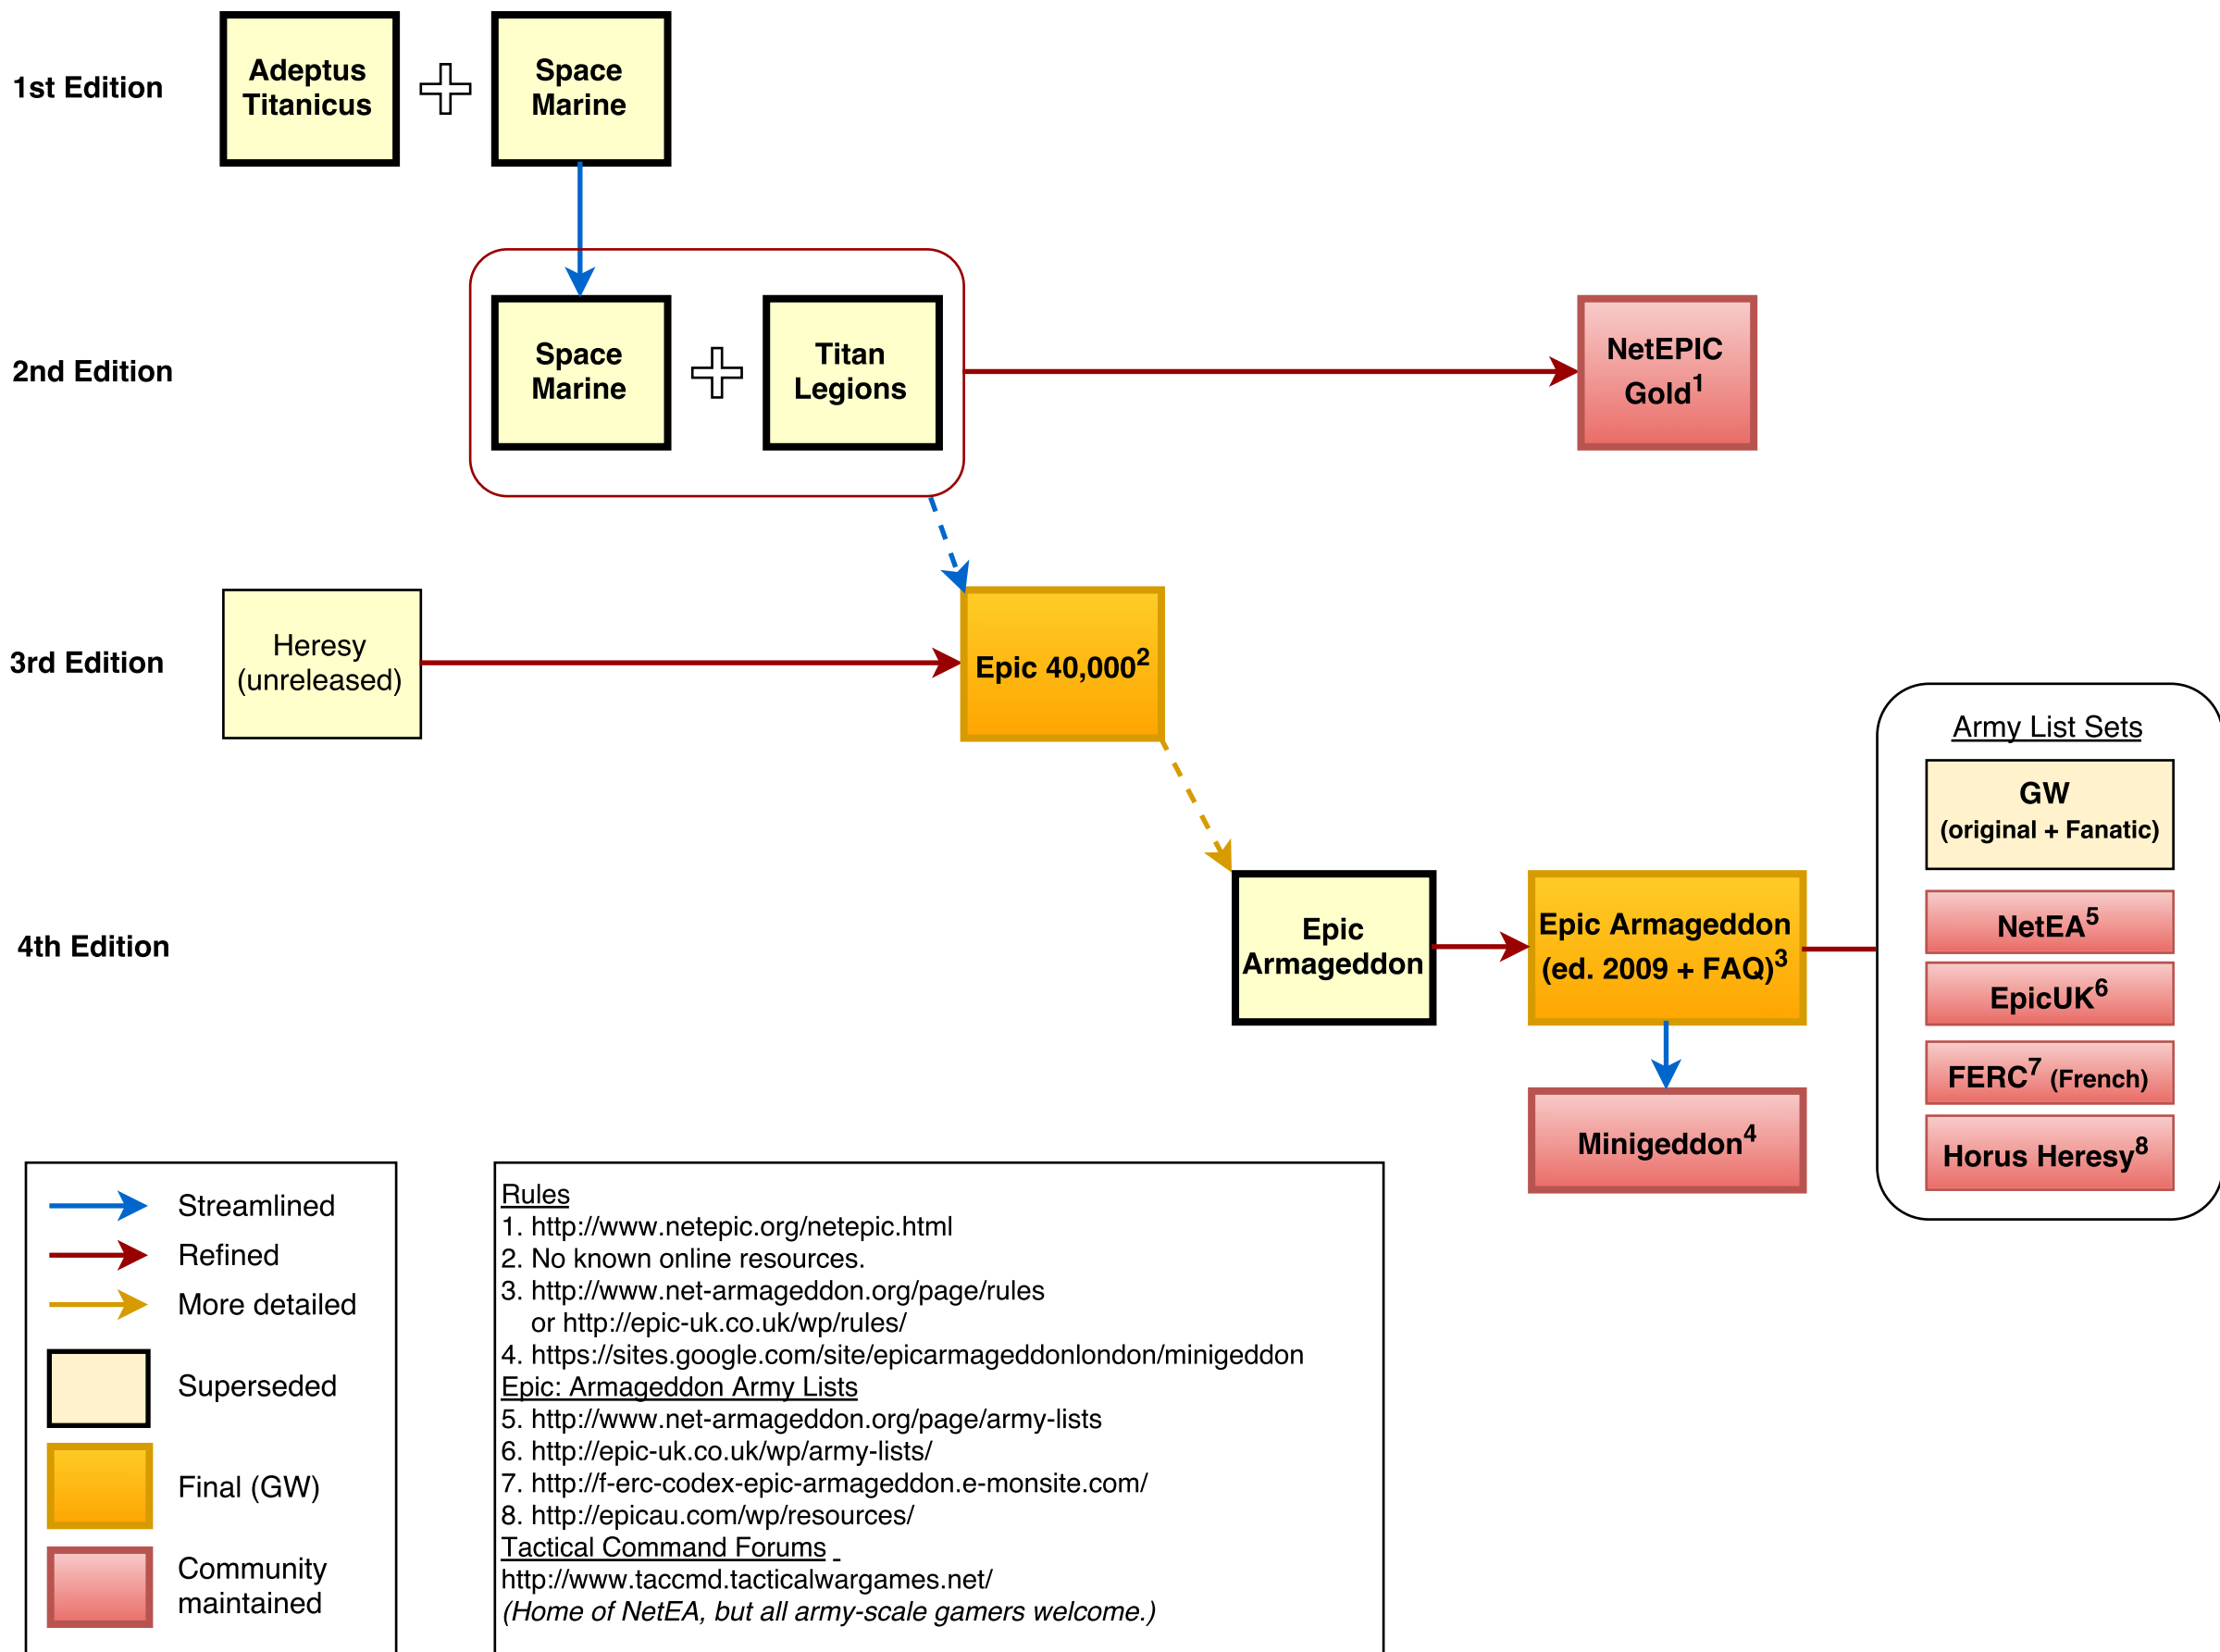 1st Edition
Adeptus
Titanicus
Space
Marine
2nd Edition
Space
Marine
Titan
Legions
NetEPIC
Gold¹
3rd Edition
Heresy
(unreleased)
Epic 40,000²
4th Edition
Epic
Armageddon
Epic Armageddon
(ed. 2009 + FAQ)³
Minigeddon⁴
Army List Sets
GW
(original + Fanatic)
NetEA⁵
EpicUK⁶
FERC⁷ (French)
Horus Heresy⁸
Streamlined
Refined
More detailed
Superseded
Final (GW)
Community
maintained
Rules
1. http://www.netepic.org/netepic.html
2. No known online resources.
3. http://www.net-armageddon.org/page/rules
or http://epic-uk.co.uk/wp/rules/
4. https://sites.google.com/site/epicarmageddonlondon/minigeddon
Epic: Armageddon Army Lists
5. http://www.net-armageddon.org/page/army-lists
6. http://epic-uk.co.uk/wp/army-lists/
7. http://f-erc-codex-epic-armageddon.e-monsite.com/
8. http://epicau.com/wp/resources/
Tactical Command Forums
http://www.taccmd.tacticalwargames.net/
(Home of NetEA, but all army-scale gamers welcome.)